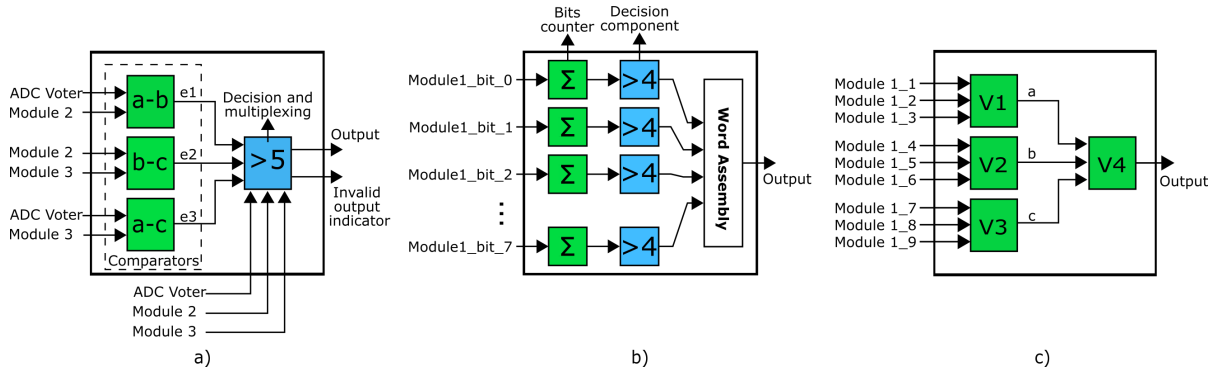 ADC Voter
Module 2
a-b
e1
Module 2
Module 3
b-c
e2
ADC Voter
Module 3
a-c
e3
Comparators
Decision and
multiplexing
>5
Output
Invalid
output
indicator
ADC Voter
Module 2
Module 3
a)
Bits
counter
Decision
component
Module1_bit_0
Σ
>4
Module1_bit_1
Σ
>4
Module1_bit_2
Σ
>4
Module1_bit_7
Σ
>4
Word Assembly
Output
b)
Module 1_1
Module 1_2
Module 1_3
V1
a
Module 1_4
Module 1_5
Module 1_6
V2
b
Module 1_7
Module 1_8
Module 1_9
V3
c
V4
Output
c)